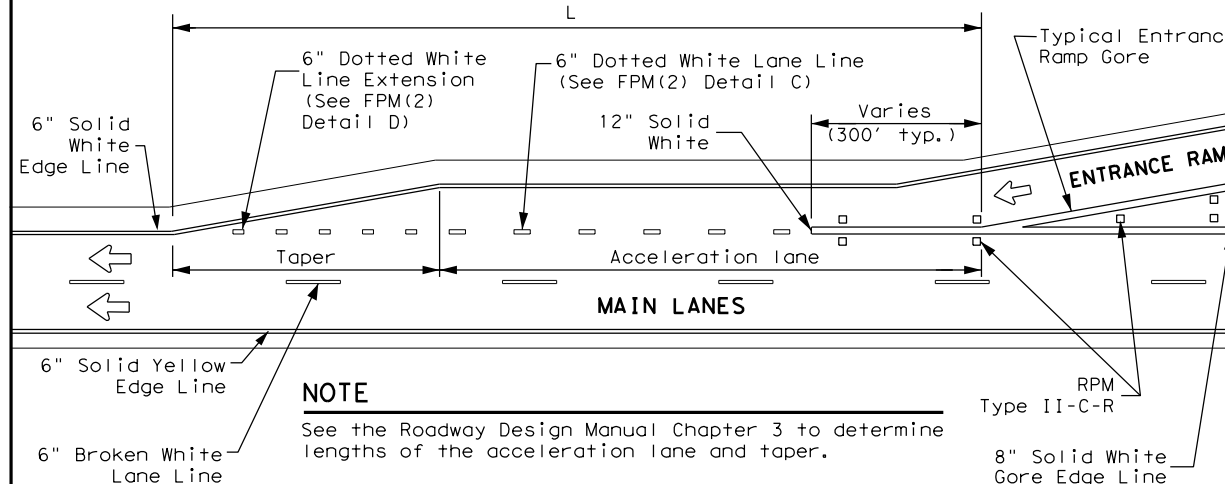 L
6" Dotted White
Line Extension
(See FPM(2)
Detail D)
6" Dotted White Lane Line
(See FPM(2) Detail C)
Typical Entranc
Ramp Gore
Varies
(300' typ.)
6" Solid
White
Edge Line
12" Solid
White
ENTRANCE RAM
Taper
Acceleration lane
MAIN LANES
6" Solid Yellow
Edge Line
RPM
Type II-C-R
NOTE
See the Roadway Design Manual Chapter 3 to determine
lengths of the acceleration lane and taper.
6" Broken White
Lane Line
8" Solid White
Gore Edge Line